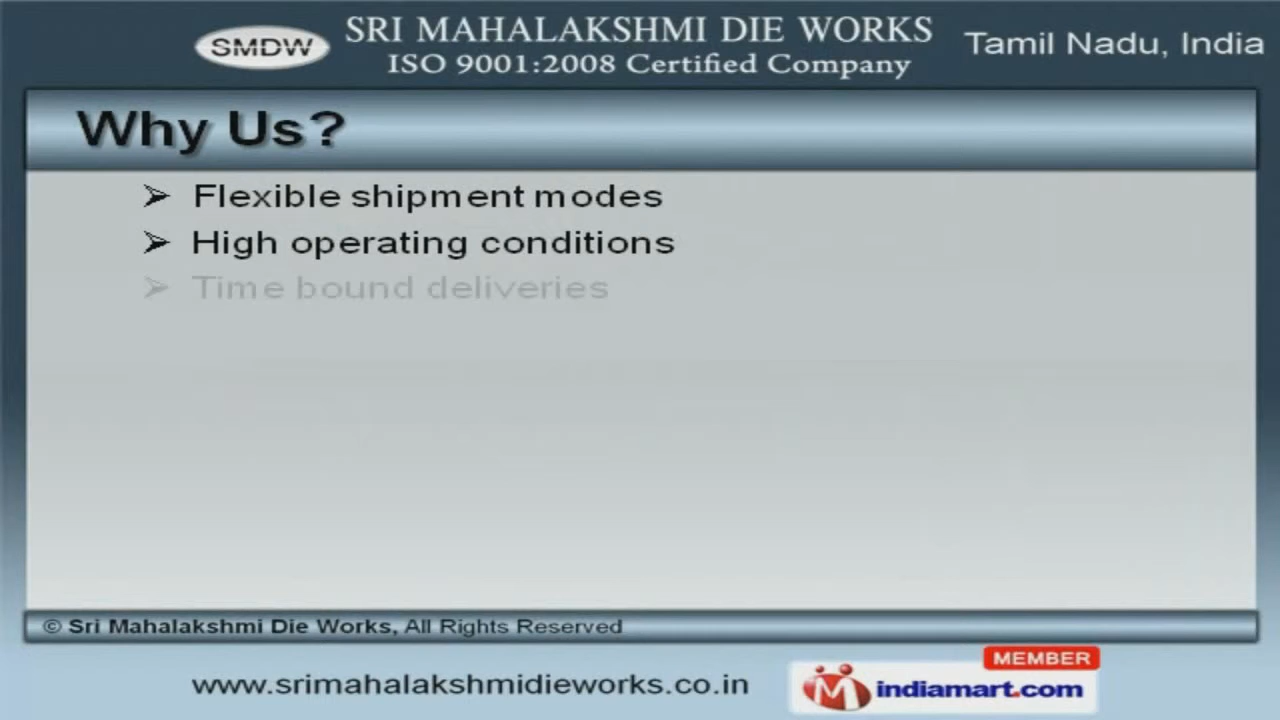 SMDW
SRI MAHALAKSHMI DIE WORKS
ISO 9001:2008 Certified Company
Tamil Nadu, India
Why Us?
➢ Flexible shipment modes
➢ High operating conditions
➢ Time bound deliveries
© Sri Mahalakshmi Die Works, All Rights Reserved
www.srimahalakshmidieworks.co.in
MEMBER
indiamart.com